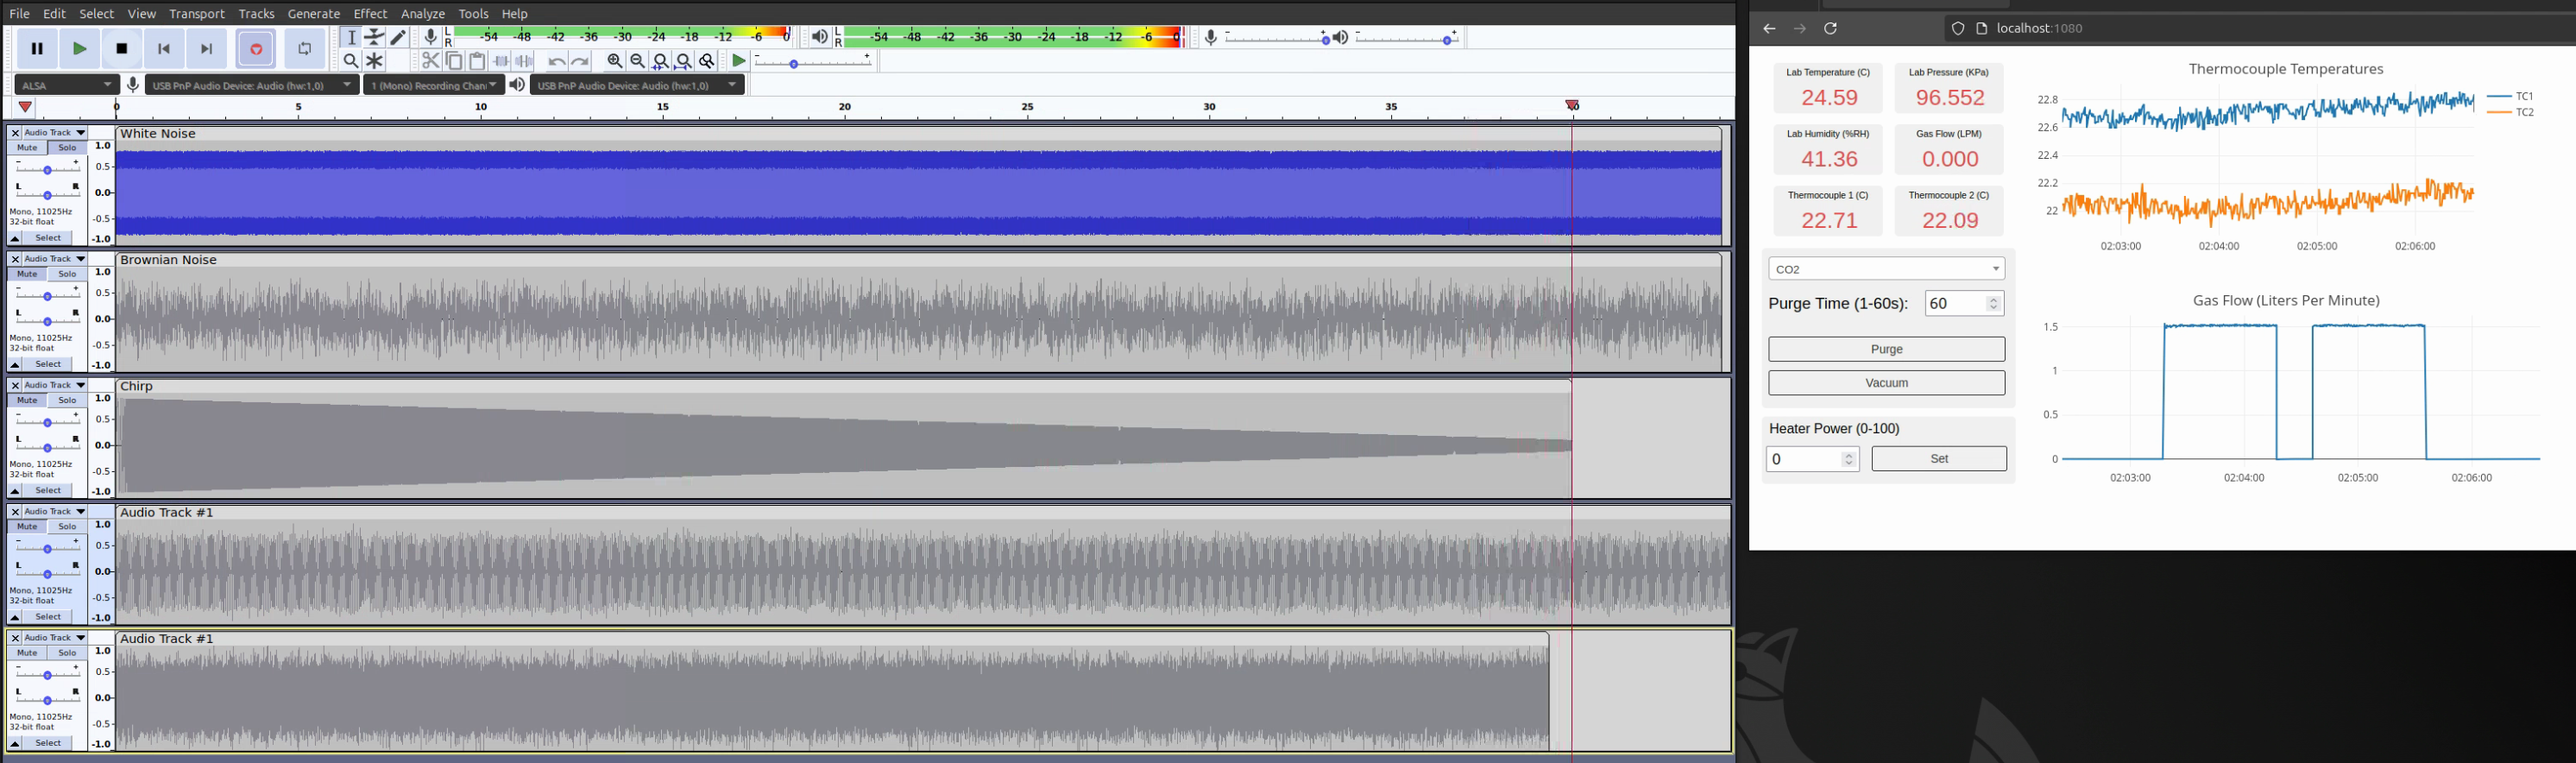 File Edit Select View Transport Tracks Generate Effect Analyze Tools Help
L R -54 -48 -42 -36 -30 -24 -18 -12 -6 0
L R -54 -48 -42 -36 -30 -24 -18 -12 -6 0
- + - +
- +
ALSA USB PnP Audio Device: Audio (hw:1,0) 1 (Mono) Recording Chan USB PnP Audio Device: Audio (hw:1,0)
0 5 10 15 20 25 30 35 40
Audio Track White Noise
Mute Solo 1.0
- + 0.5
L R 0.0
Mono, 11025Hz -0.5
32-bit float
Select -1.0
Audio Track Brownian Noise
Mute Solo 1.0
- + 0.5
L R 0.0
Mono, 11025Hz -0.5
32-bit float
Select -1.0
Audio Track Chirp
Mute Solo 1.0
- + 0.5
L R 0.0
Mono, 11025Hz -0.5
32-bit float
Select -1.0
Audio Track Audio Track #1
Mute Solo 1.0
- + 0.5
L R 0.0
Mono, 11025Hz -0.5
32-bit float
Select -1.0
Audio Track Audio Track #1
Mute Solo 1.0
- + 0.5
L R 0.0
Mono, 11025Hz -0.5
32-bit float
Select -1.0
localhost:1080
Lab Temperature (C) Lab Pressure (KPa)
24.59 96.552
Lab Humidity (%RH) Gas Flow (LPM)
41.36 0.000
Thermocouple 1 (C) Thermocouple 2 (C)
22.71 22.09
CO2
Purge Time (1-60s): 60
Purge
Vacuum
Heater Power (0-100)
0 Set
Thermocouple Temperatures
22.8
22.6
22.4
22.2
22
02:03:00 02:04:00 02:05:00 02:06:00
TC1
TC2
Gas Flow (Liters Per Minute)
1.5
1
0.5
0
02:03:00 02:04:00 02:05:00 02:06:00